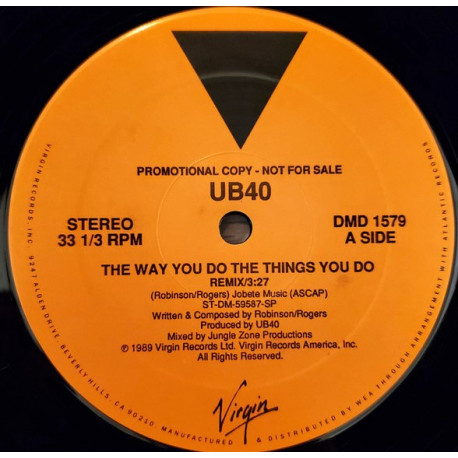 PROMOTIONAL COPY - NOT FOR SALE
UB40
STEREO
33 1/3 RPM
DMD 1579
A SIDE
THE WAY YOU DO THE THINGS YOU DO
REMIX/3:27
(Robinson/Rogers) Jobete Music (ASCAP)
ST-DM-59587-SP
Written & Composed by Robinson/Rogers
Produced by UB40
Mixed by Jungle Zone Productions
℗ 1989 Virgin Records Ltd. Virgin Records America, Inc.
All Rights Reserved.
Virgin
VIRGIN RECORDS, INC. 9247 ALDEN DRIVE, BEVERLY HILLS, CA 90210. MANUFACTURED & DISTRIBUTED BY WEA THROUGH ARRANGEMENT WITH ATLANTIC RECORDS